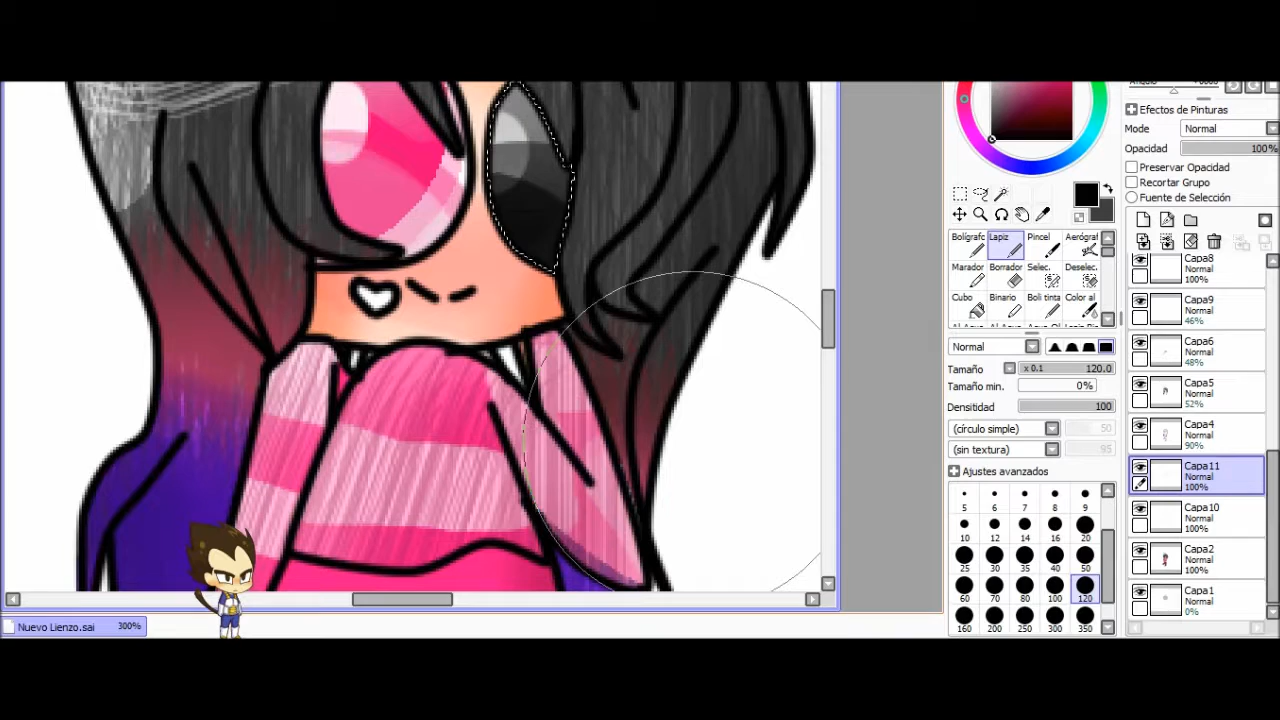 Efectos de Pinturas
Mode Normal
Opacidad 100%
Preservar Opacidad
Recortar Grupo
Fuente de Selección
Bolígraf Lapiz Pincel Aerógraf
Marador Borrador Selec. Deselec.
Cubo Binario Boli tinta Color al
Normal
Tamaño x 0.1 120.0
Tamaño min. 0%
Densitidad 100
(círculo simple) 50
(sin textura) 95
Ajustes avanzados
5 6 7 8 9
10 12 14 16 20
25 30 35 40 50
60 70 80 100 120
160 200 250 300 350
Capa8
Normal
100%
Capa9
Normal
46%
Capa6
Normal
48%
Capa5
Normal
52%
Capa4
Normal
90%
Capa11
Normal
100%
Capa10
Normal
100%
Capa2
Normal
100%
Capa1
Normal
0%
Nuevo Lienzo.sai 300%